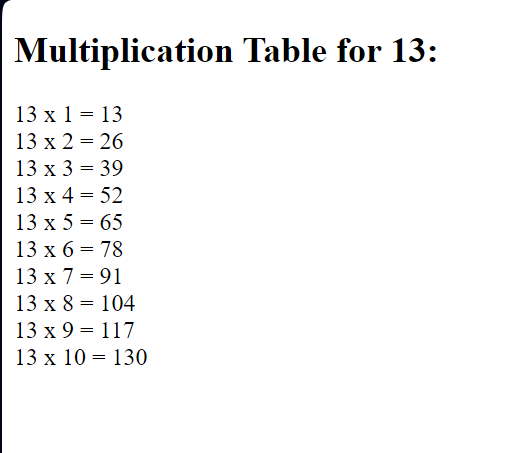 Multiplication Table for 13:
13 x 1 = 13
13 x 2 = 26
13 x 3 = 39
13 x 4 = 52
13 x 5 = 65
13 x 6 = 78
13 x 7 = 91
13 x 8 = 104
13 x 9 = 117
13 x 10 = 130